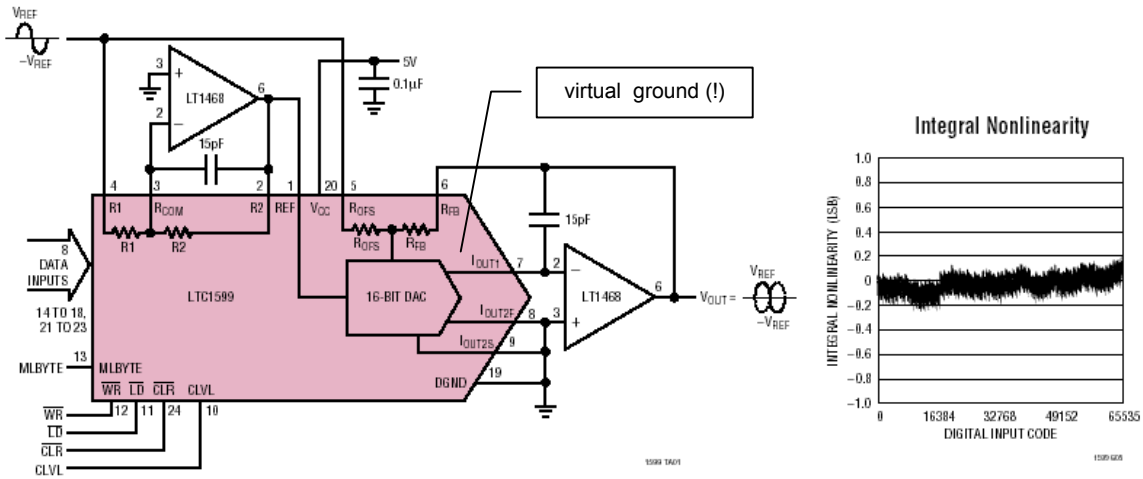 VREF
−VREF
3
+
LT1468
6
2
−
15pF
5V
0.1µF
virtual ground (!)
4
3
2
1
20
5
6
R1
RCOM
R2
REF
VCC
ROFS
RFB
R1
R2
ROFS
RFB
15pF
8
DATA
INPUTS
14 TO 18,
21 TO 23
LTC1599
16-BIT DAC
IOUT1
7
2
−
LT1468
6
VOUT =
VREF
−VREF
IOUT2F
8
3
+
IOUT2S
9
DGND
19
MLBYTE
13
MLBYTE
WR
LD
CLR
CLVL
12
11
24
10
WR
LD
CLR
CLVL
1599 TA01
Integral Nonlinearity
INTEGRAL NONLINEARITY (LSB)
1.0
0.8
0.6
0.4
0.2
0
−0.2
−0.4
−0.6
−0.8
−1.0
0
16384
32768
49152
65535
DIGITAL INPUT CODE